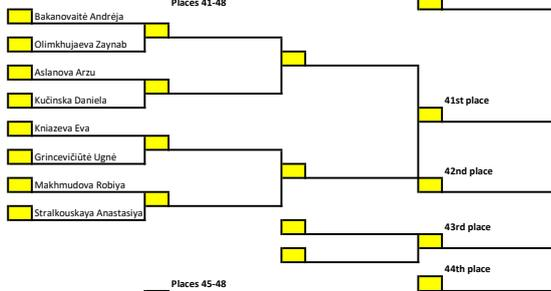 Places 41-48
Bakanovaitė Andrėja
Olimkhujaeva Zaynab
Aslanova Arzu
Kučinska Daniela
41st place
Kniazeva Eva
Grincevičiūtė Ugnė
42nd place
Makhmudova Robiya
Stralkouskaya Anastasiya
43rd place
44th place
Places 45-48